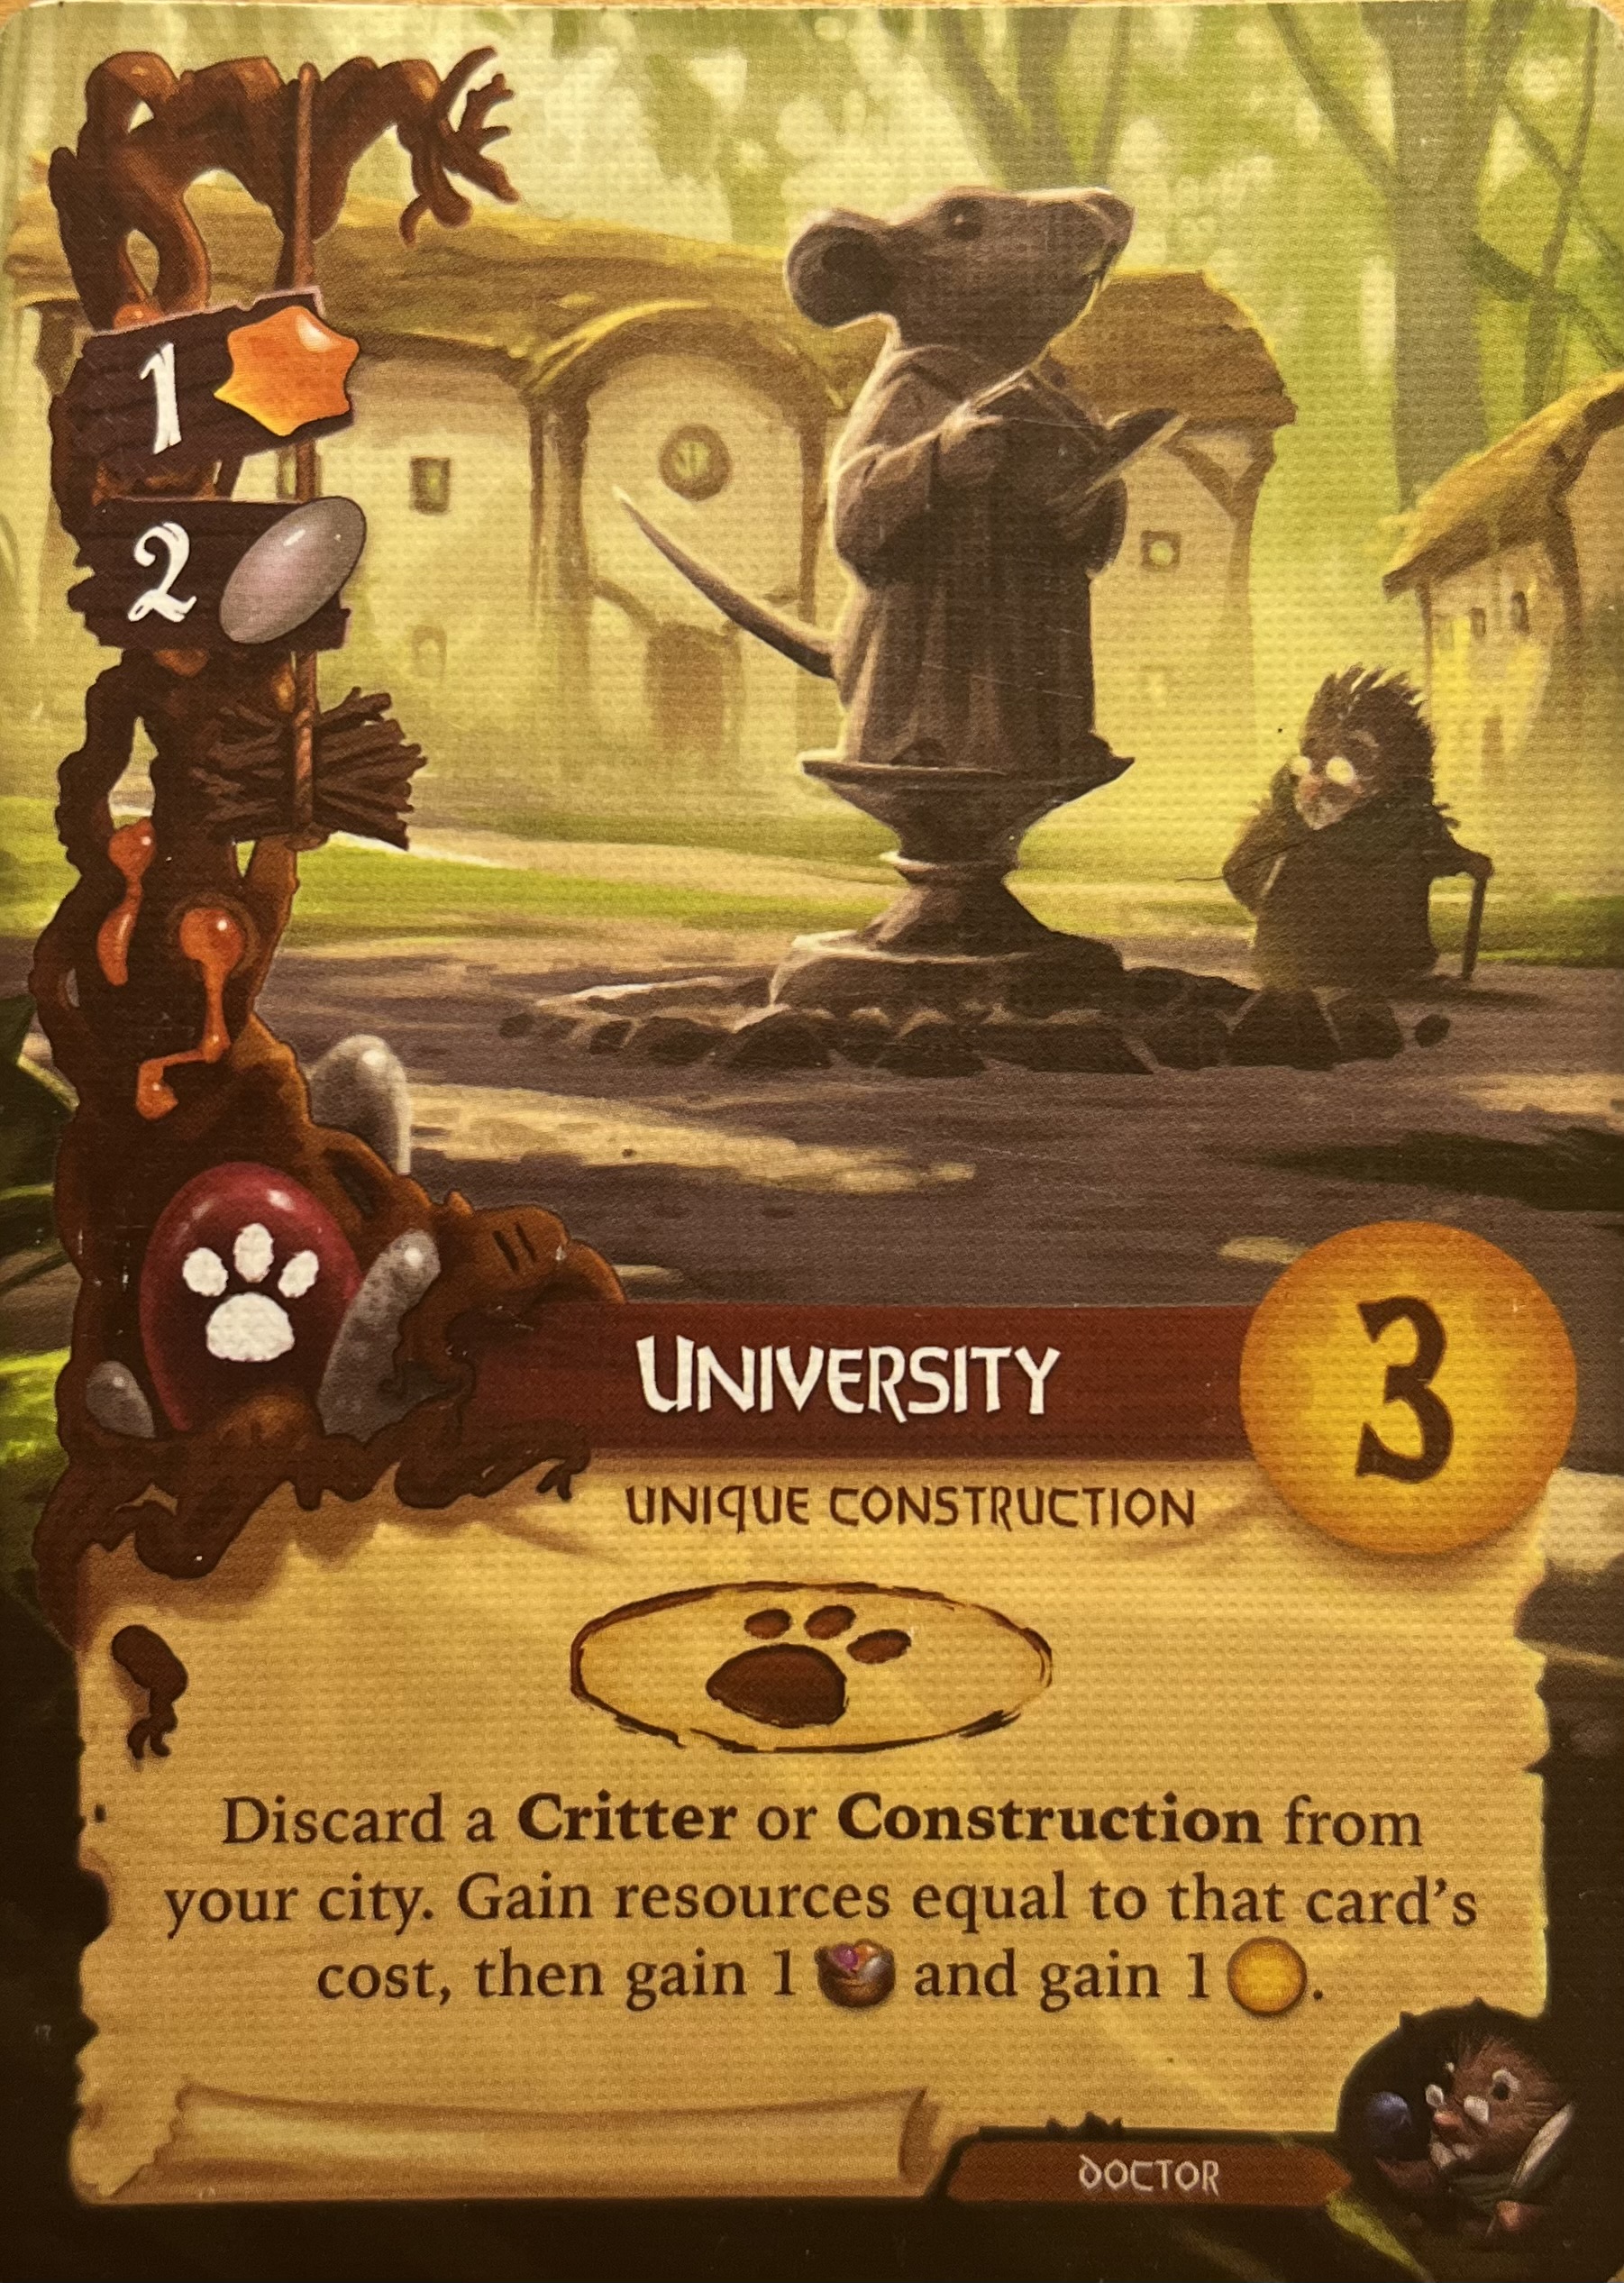 1
2
UNIVERSITY
3
UNIQUE CONSTRUCTION
Discard a Critter or Construction from
your city. Gain resources equal to that card's
cost, then gain 1 and gain 1 .
DOCTOR